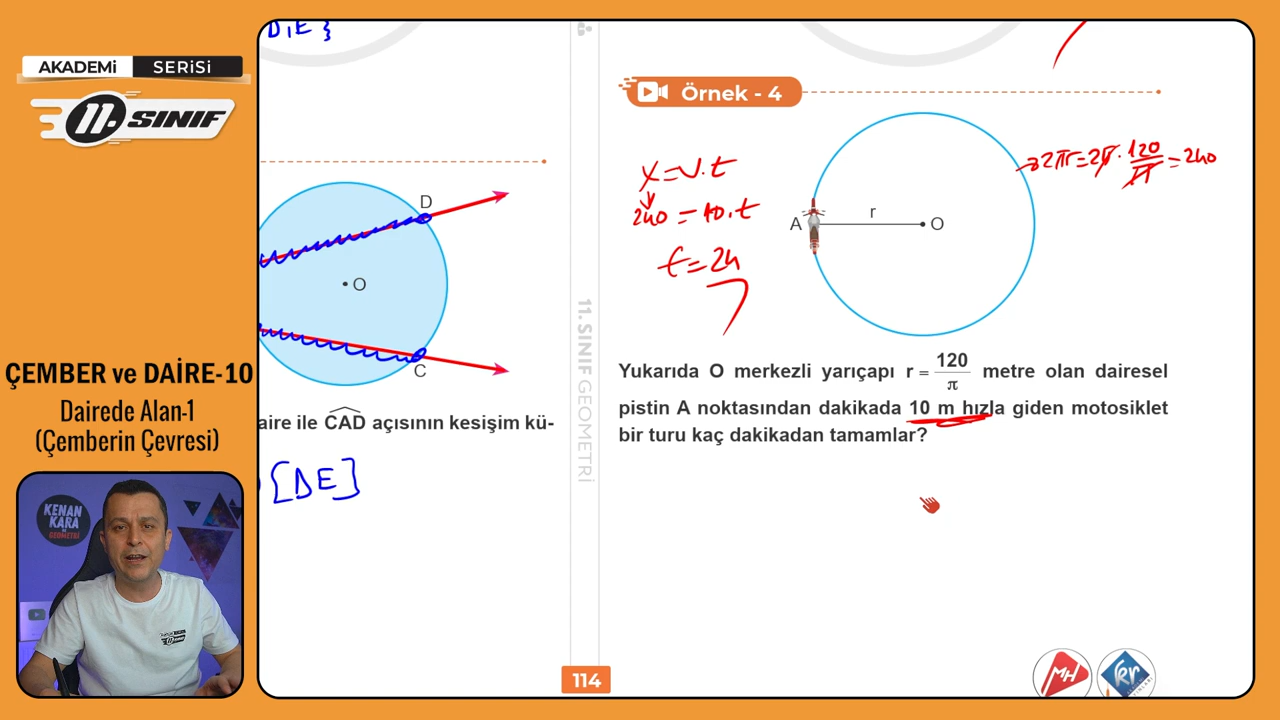 D,E}
AKADEMİ SERİSİ
11. SINIF
ÇEMBER ve DAİRE-10
Dairede Alan-1
(Çemberin Çevresi)
KENAN
KARA
GEOMETRİ
D
O
C
aire ile CAD açısının kesişim kü-
[DE]
11. SINIF GEOMETRİ
114
Örnek - 4
x = v.t
240 = 10.t
t = 24
2πr = 2π · 120/π = 240
A
r
O
Yukarıda O merkezli yarıçapı r = 120/π metre olan dairesel
pistin A noktasından dakikada 10 m hızla giden motosiklet
bir turu kaç dakikadan tamamlar?
MH